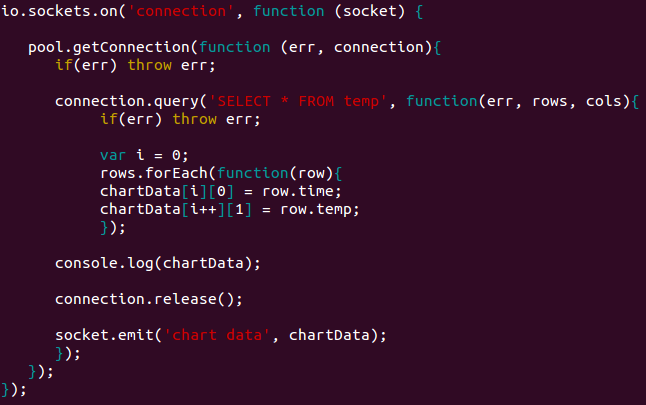 io.sockets.on('connection', function (socket) {
pool.getConnection(function (err, connection){
if(err) throw err;
connection.query('SELECT * FROM temp', function(err, rows, cols){
if(err) throw err;
var i = 0;
rows.forEach(function(row){
chartData[i][0] = row.time;
chartData[i++][1] = row.temp;
});
console.log(chartData);
connection.release();
socket.emit('chart data', chartData);
});
});
});